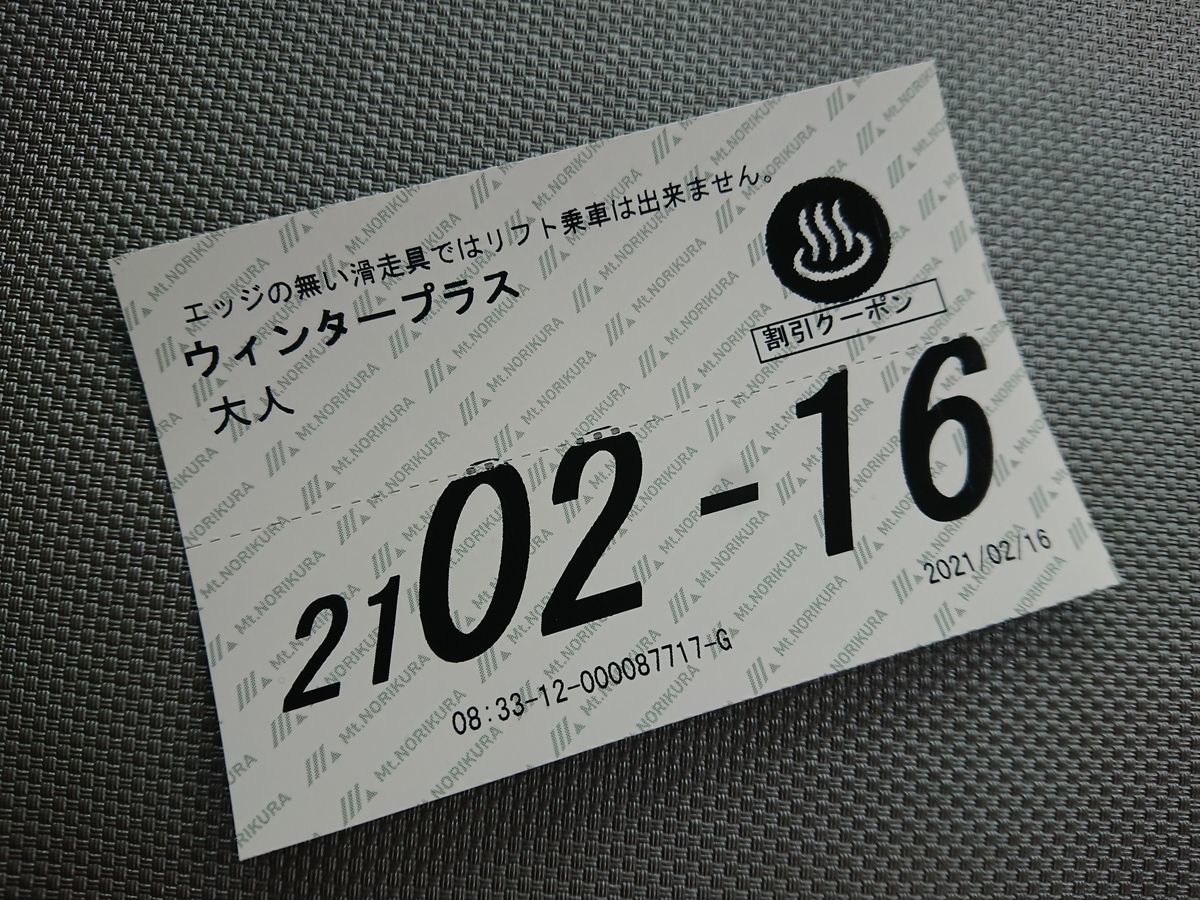 エッジの無い滑走具ではリフト乗車は出来ません。
ウィンタープラス
大人
割引クーポン
2102-16
2021/02/16
08:33-12-000087717-G
Mt.NORIKURA